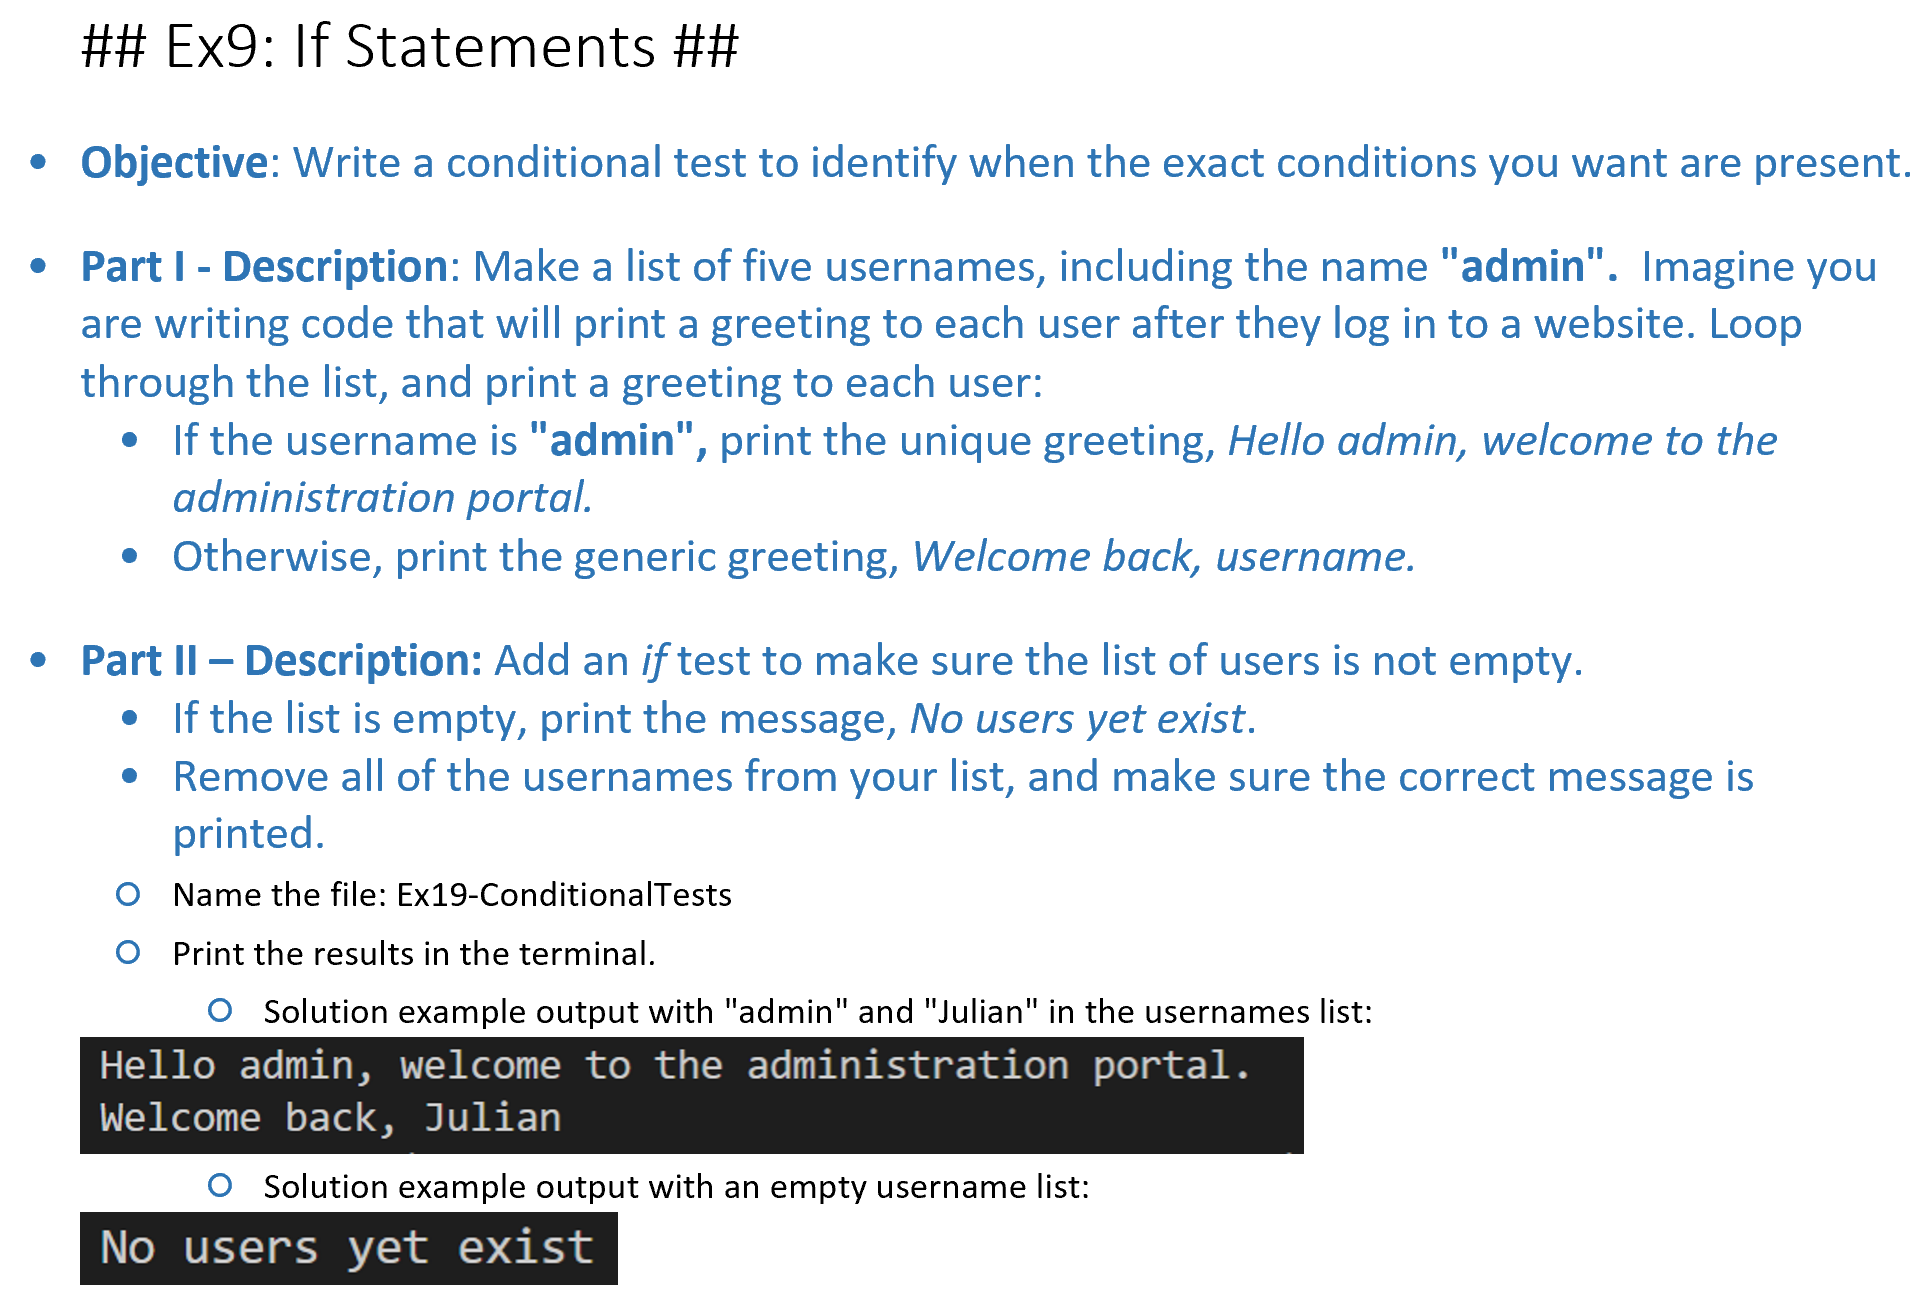 ## Ex9: If Statements ##
• Objective: Write a conditional test to identify when the exact conditions you want are present.
• Part I - Description: Make a list of five usernames, including the name "admin".  Imagine you
are writing code that will print a greeting to each user after they log in to a website. Loop
through the list, and print a greeting to each user:
• If the username is "admin", print the unique greeting, Hello admin, welcome to the
administration portal.
• Otherwise, print the generic greeting, Welcome back, username.
• Part II – Description: Add an if test to make sure the list of users is not empty.
• If the list is empty, print the message, No users yet exist.
• Remove all of the usernames from your list, and make sure the correct message is
printed.
○ Name the file: Ex19-ConditionalTests
○ Print the results in the terminal.
○ Solution example output with "admin" and "Julian" in the usernames list:
Hello admin, welcome to the administration portal.
Welcome back, Julian
○ Solution example output with an empty username list:
No users yet exist